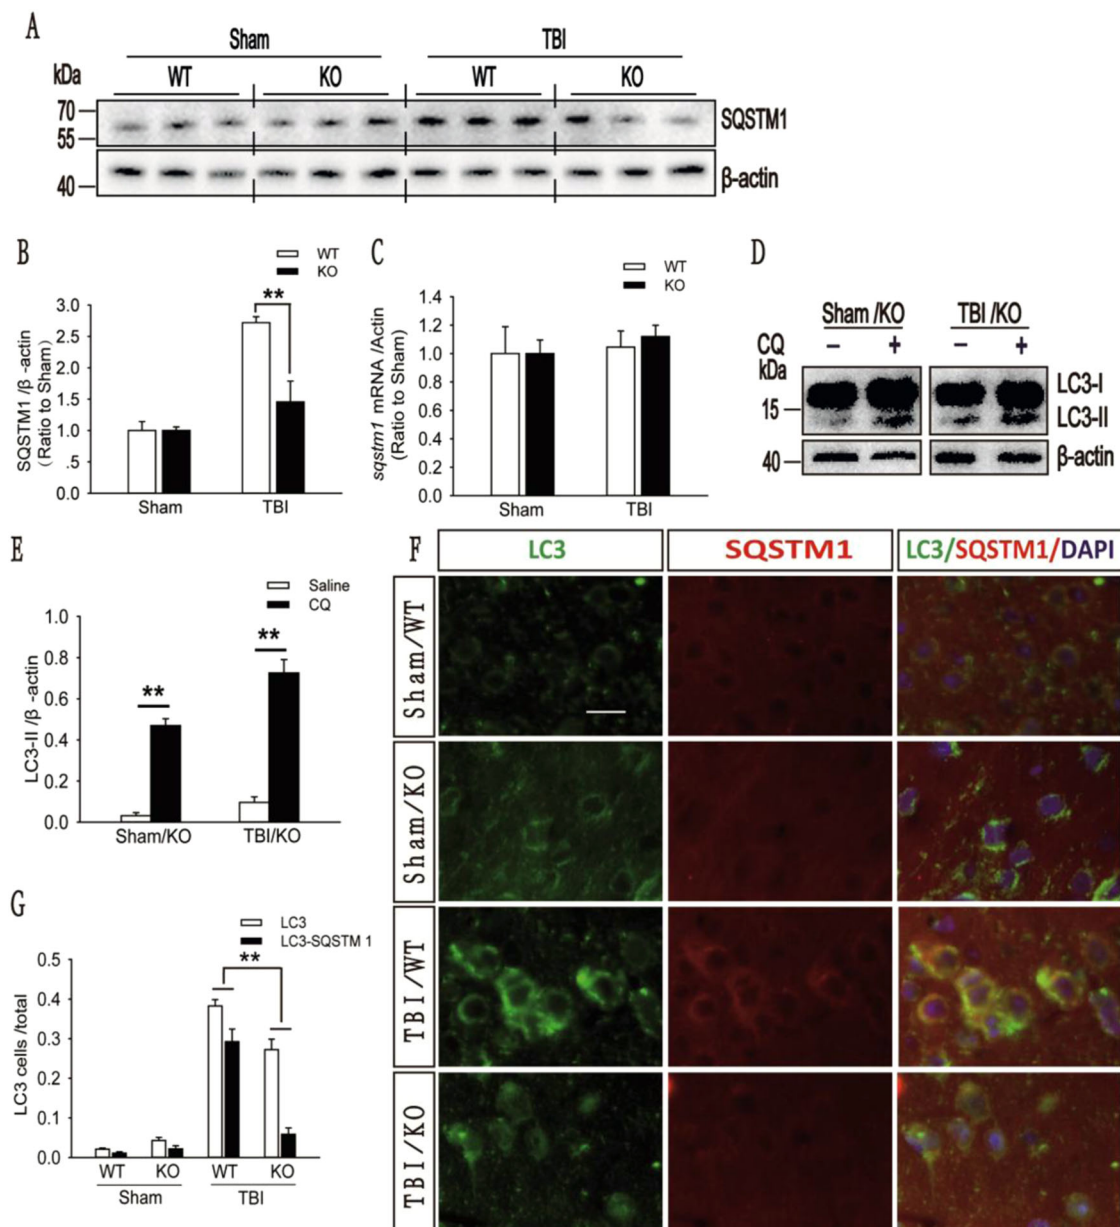 A
Sham
TBI
kDa
WT
KO
WT
KO
70
55
SQSTM1
40
β-actin
B
WT
KO
**
SQSTM1/β-actin
(Ratio to Sham)
3.0
2.5
2.0
1.5
1.0
.5
0.0
Sham
TBI
C
WT
KO
sqstm1 mRNA/Actin
(Ratio to Sham)
1.4
1.2
1.0
0.8
0.6
0.4
0.2
0.0
Sham
TBI
D
Sham/KO
TBI/KO
CQ
−
+
−
+
kDa
LC3-I
15
LC3-II
40
β-actin
E
Saline
CQ
**
**
LC3-II/β-actin
1.0
0.8
0.6
0.4
0.2
0.0
Sham/KO
TBI/KO
F
LC3
SQSTM1
LC3/SQSTM1/DAPI
Sham/WT
Sham/KO
TBI/WT
TBI/KO
G
LC3
LC3-SQSTM 1
**
LC3 cells/total
0.5
0.4
0.3
0.2
0.1
0.0
WT
KO
WT
KO
Sham
TBI